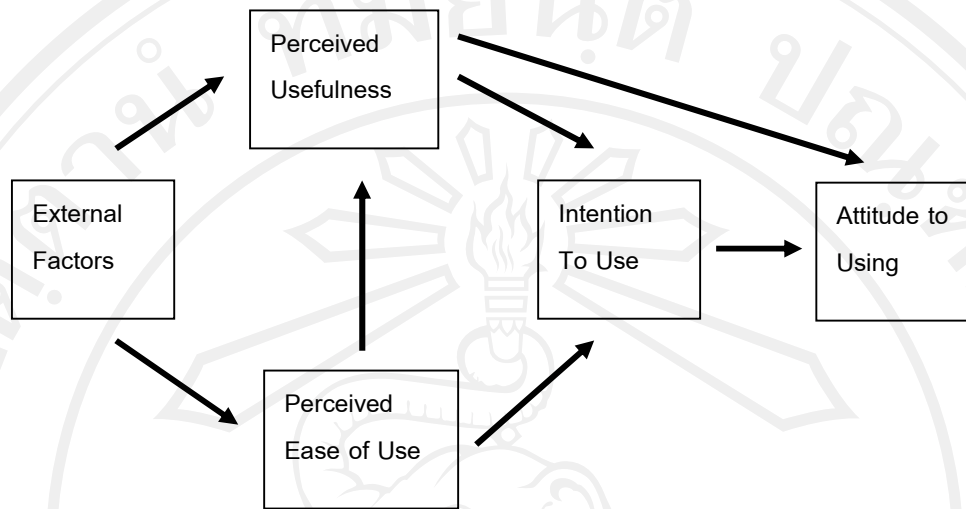 Perceived
Usefulness
External
Factors
Intention
To Use
Attitude to
Using
Perceived
Ease of Use